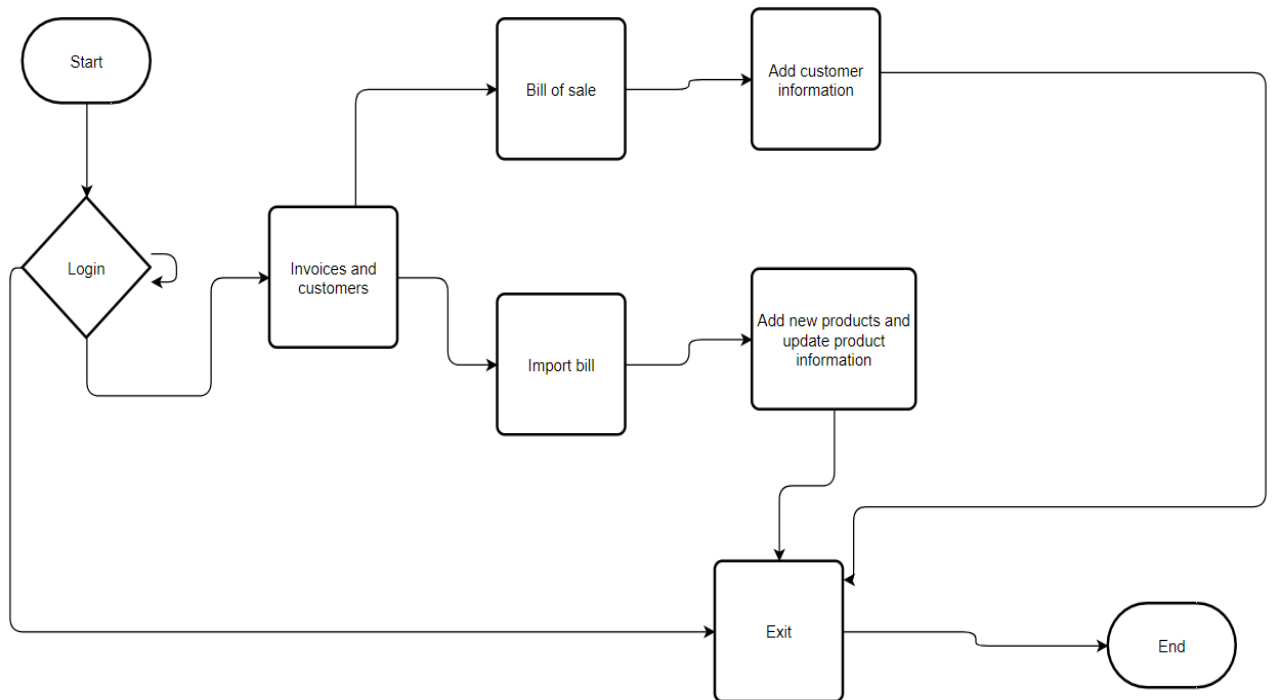 Start
Login
Invoices and
customers
Bill of sale
Add customer
information
Import bill
Add new products and
update product
information
Exit
End